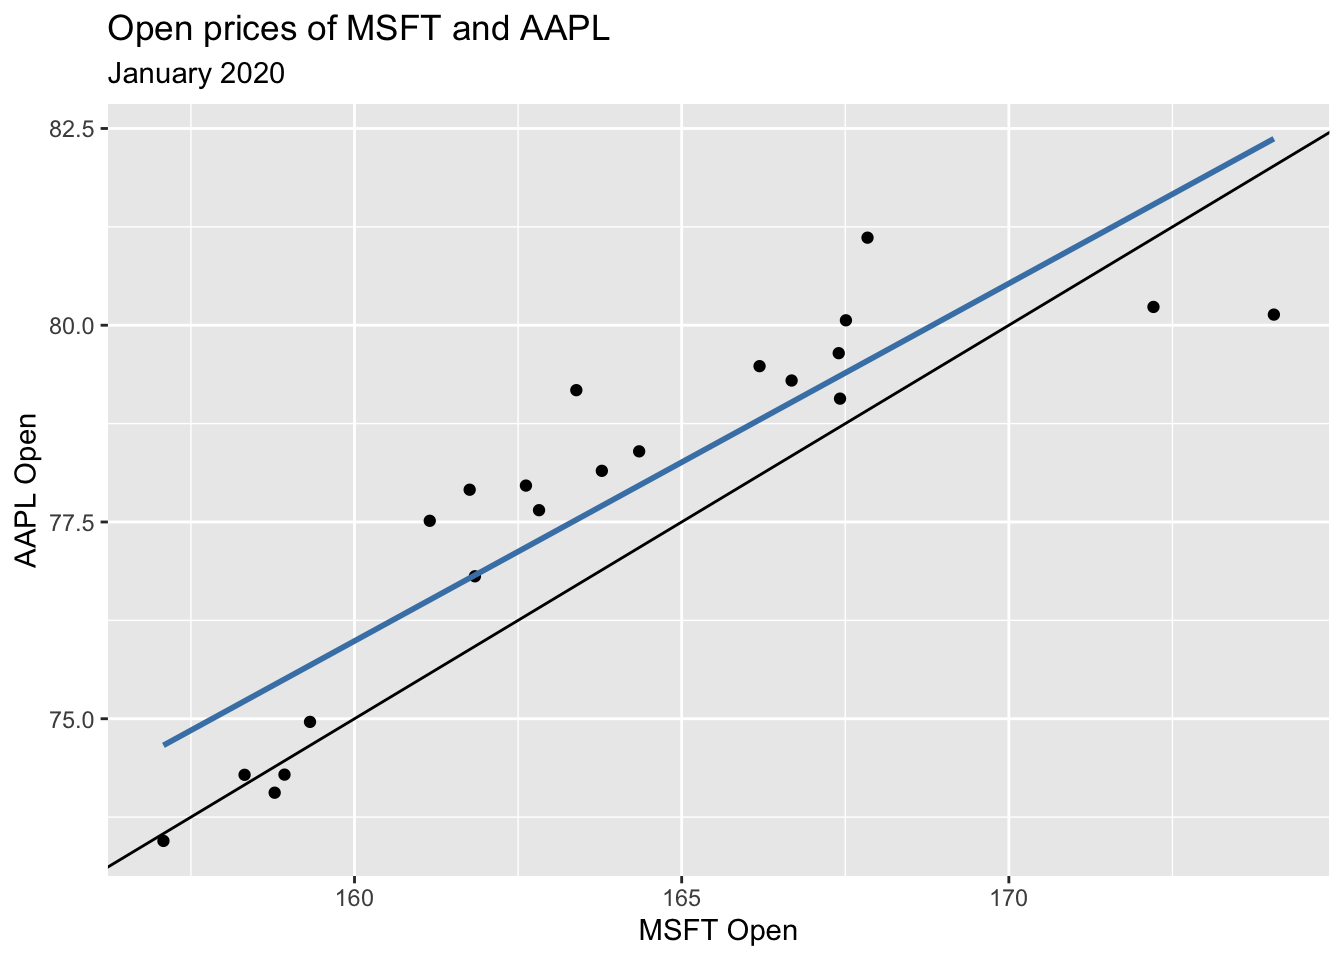 Open prices of MSFT and AAPL
January 2020
82.5
80.0
77.5
75.0
AAPL Open
160 165 170
MSFT Open